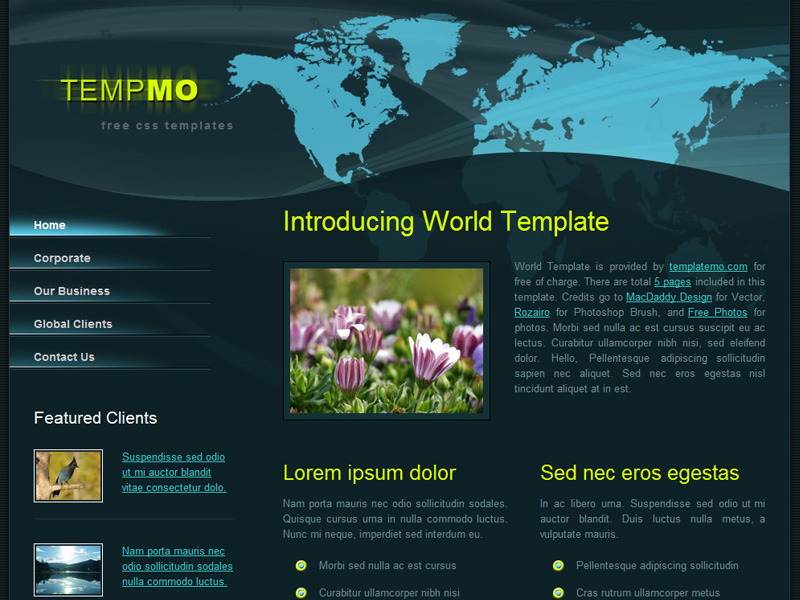 TEMPMO
free css templates
Home
Corporate
Our Business
Global Clients
Contact Us
Featured Clients
Suspendisse sed odio
ut mi auctor blandit
vitae consectetur dolo.
Nam porta mauris nec
odio sollicitudin sodales
nulla commodo luctus.
Introducing World Template
World Template is provided by templatemo.com for
free of charge. There are total 5 pages included in this
template. Credits go to MacDaddy Design for Vector,
Rozairo for Photoshop Brush, and Free Photos for
photos. Morbi sed nulla ac est cursus suscipit eu ac
lectus. Curabitur ullamcorper nibh nisi, sed eleifend
dolor. Hello, Pellentesque adipiscing sollicitudin
sapien nec aliquet. Sed nec eros egestas nisl
tincidunt aliquet at in est.
Lorem ipsum dolor
Nam porta mauris nec odio sollicitudin sodales.
Quisque cursus urna in nulla commodo luctus.
Nunc mi neque, imperdiet sed interdum eu.
Morbi sed nulla ac est cursus
Curabitur ullamcorper nibh nisi
Sed nec eros egestas
In ac libero urna. Suspendisse sed odio ut mi
auctor blandit. Duis luctus nulla metus, a
vulputate mauris.
Pellentesque adipiscing sollicitudin
Cras rutrum ullamcorper metus